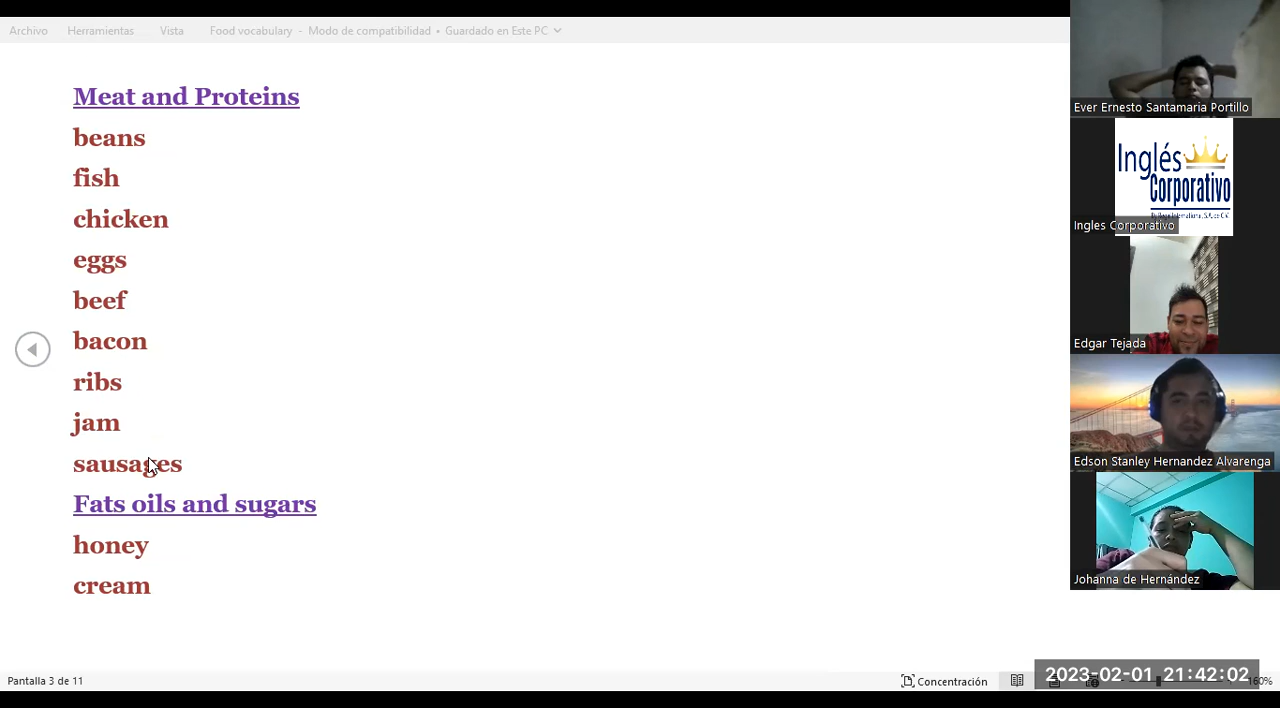 Archivo Herramientas Vista Food vocabulary - Modo de compatibilidad • Guardado en Este PC
Meat and Proteins
beans
fish
chicken
eggs
beef
bacon
ribs
jam
sausages
Fats oils and sugars
honey
cream
Ever Ernesto Santamaria Portillo
Inglés
Corporativo
Ingles Corporativo
Edgar Tejada
Edson Stanley Hernandez Alvarenga
Johanna de Hernández
Pantalla 3 de 11
Concentración
2023-02-01 21:42:02
160%